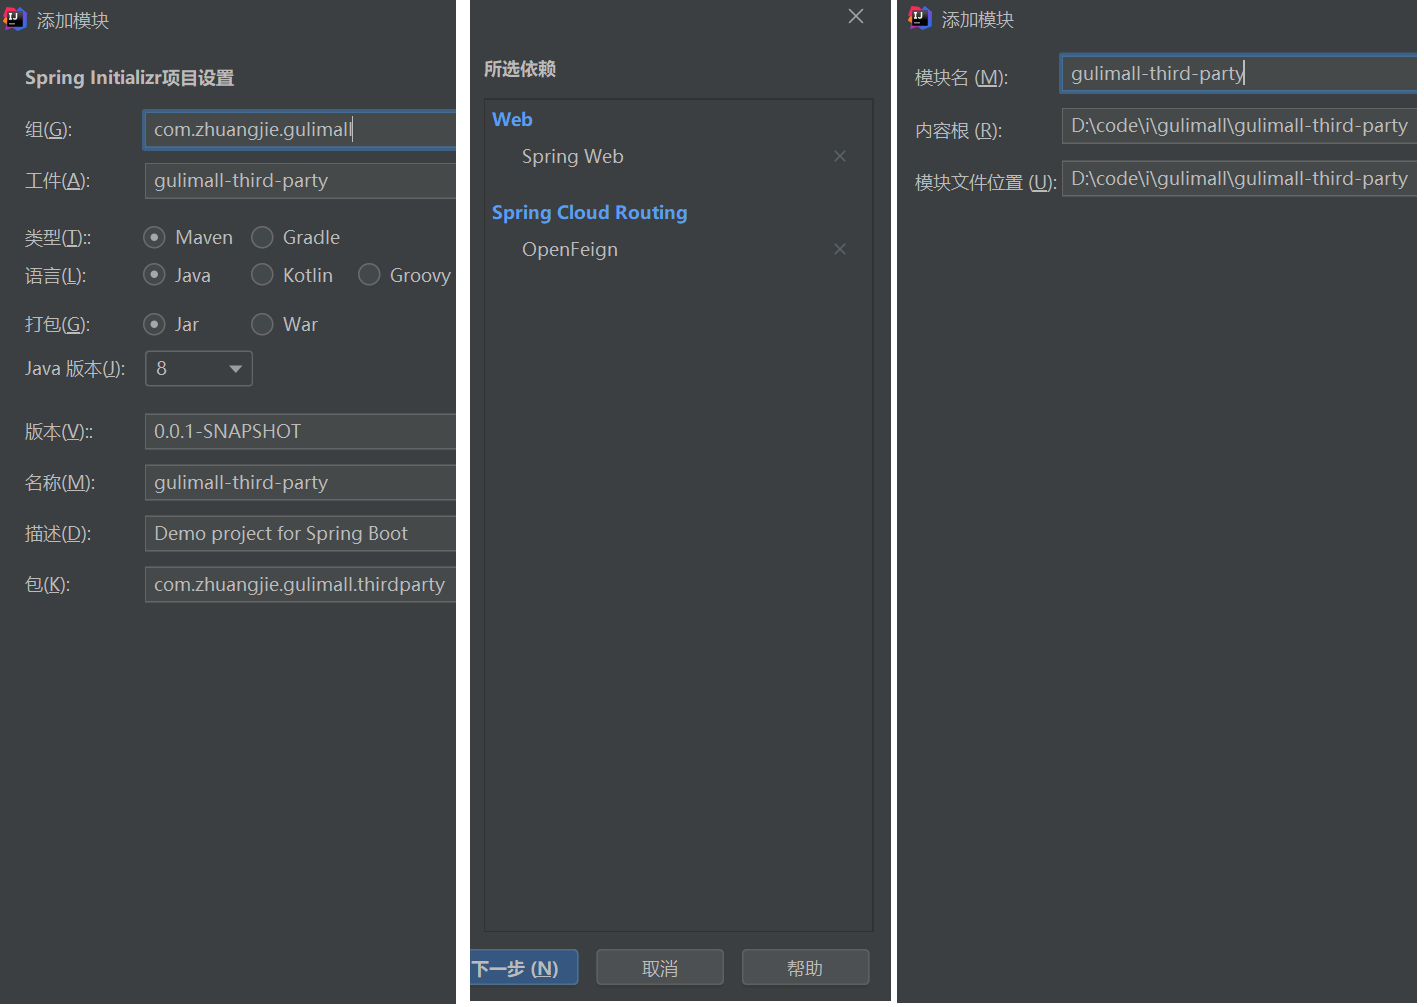 添加模块
Spring Initializr项目设置
组(G):
com.zhuangjie.gulimall
工件(A):
gulimall-third-party
类型(T)::
Maven
Gradle
语言(L):
Java
Kotlin
Groovy
打包(G):
Jar
War
Java 版本(J):
8
版本(V)::
0.0.1-SNAPSHOT
名称(M):
gulimall-third-party
描述(D):
Demo project for Spring Boot
包(K):
com.zhuangjie.gulimall.thirdparty
所选依赖
Web
Spring Web
Spring Cloud Routing
OpenFeign
下一步 (N)
取消
帮助
添加模块
模块名 (M):
gulimall-third-party
内容根 (R):
D:\code\i\gulimall\gulimall-third-party
模块文件位置 (U):
D:\code\i\gulimall\gulimall-third-party